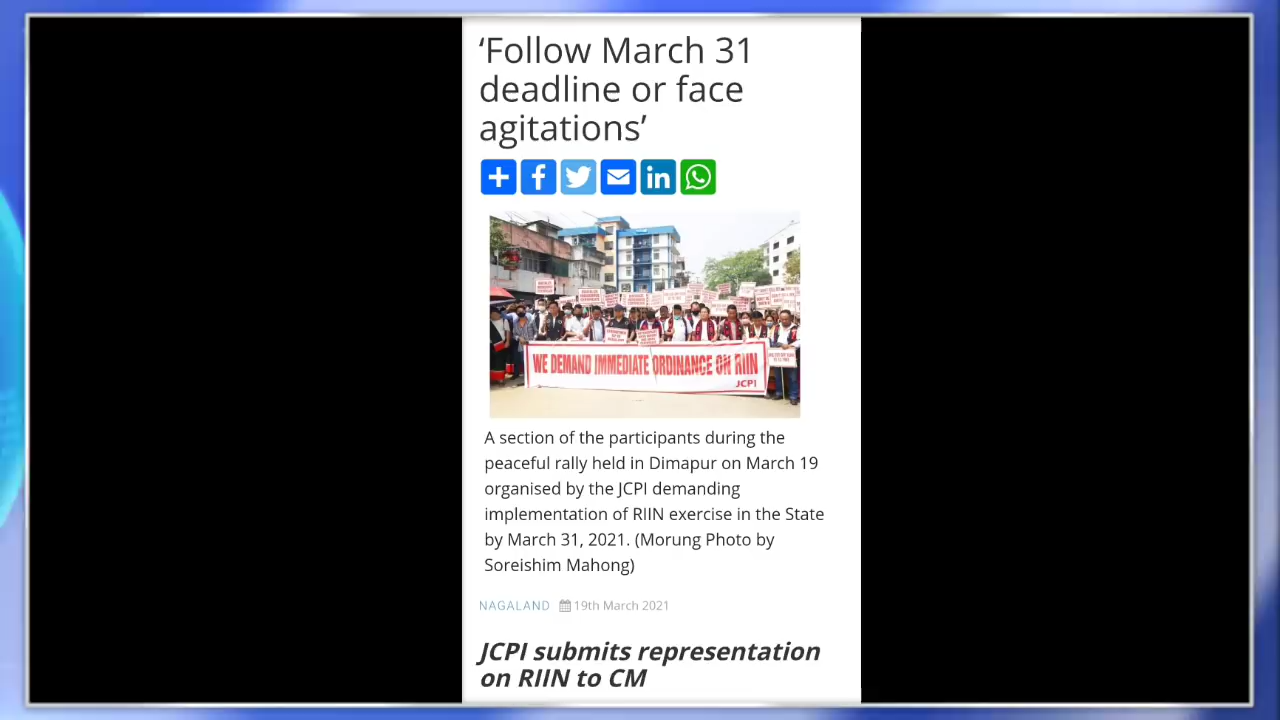 ‘Follow March 31
deadline or face
agitations’
WE DEMAND IMMEDIATE ORDINANCE ON RIIN
JCPI
A section of the participants during the
peaceful rally held in Dimapur on March 19
organised by the JCPI demanding
implementation of RIIN exercise in the State
by March 31, 2021. (Morung Photo by
Soreishim Mahong)
NAGALAND 19th March 2021
JCPI submits representation
on RIIN to CM